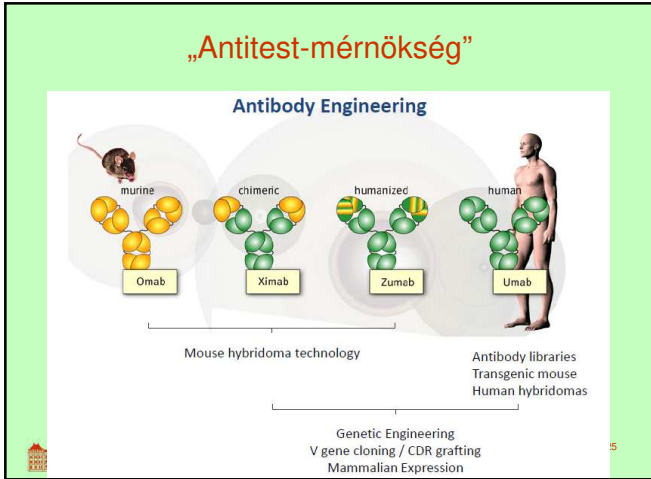 „Antitest-mérnökség”
Antibody Engineering
murine chimeric humanized human
Omab Ximab Zumab Umab
Mouse hybridoma technology
Antibody libraries
Transgenic mouse
Human hybridomas
Genetic Engineering
V gene cloning / CDR grafting
Mammalian Expression